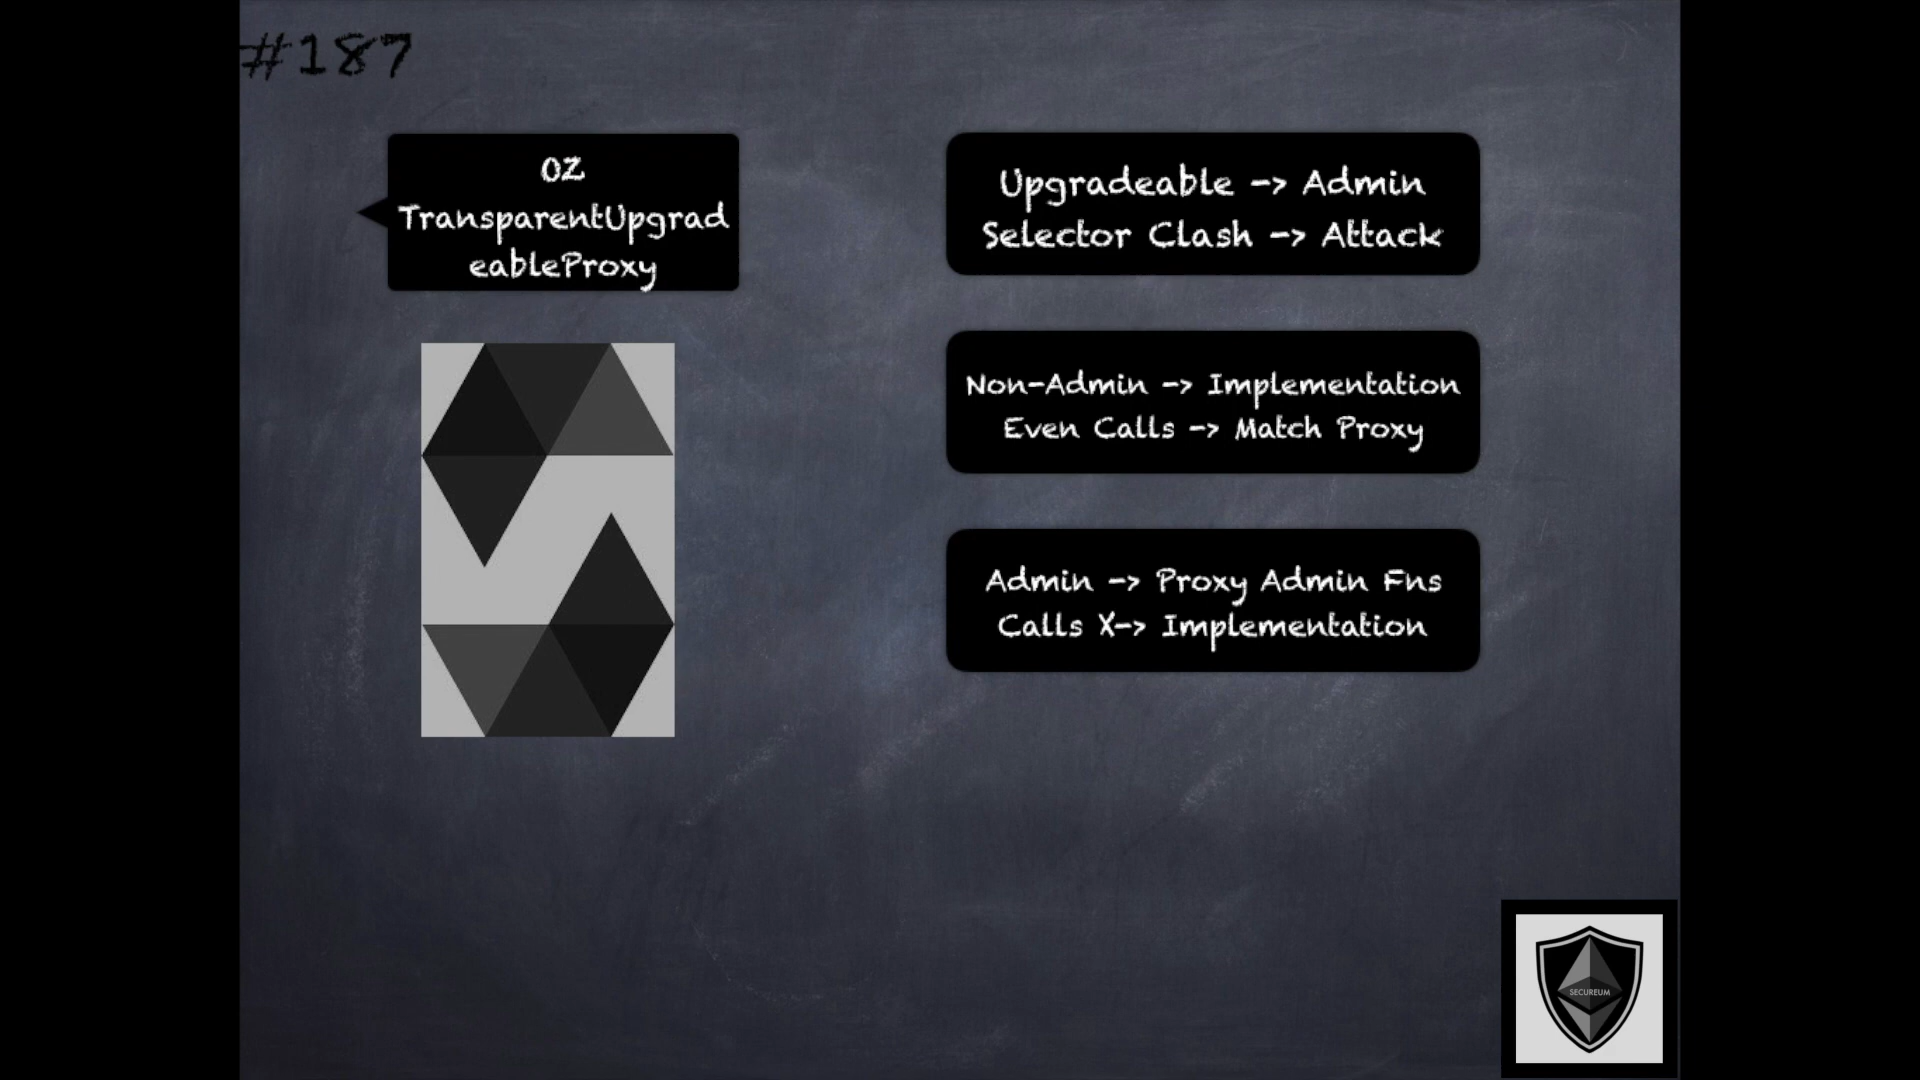 #187
OZ
TransparentUpgrad
eableProxy
Upgradeable -> Admin
Selector Clash -> Attack
Non-Admin -> Implementation
Even Calls -> Match Proxy
Admin -> Proxy Admin Fns
Calls X-> Implementation
SECUREUM